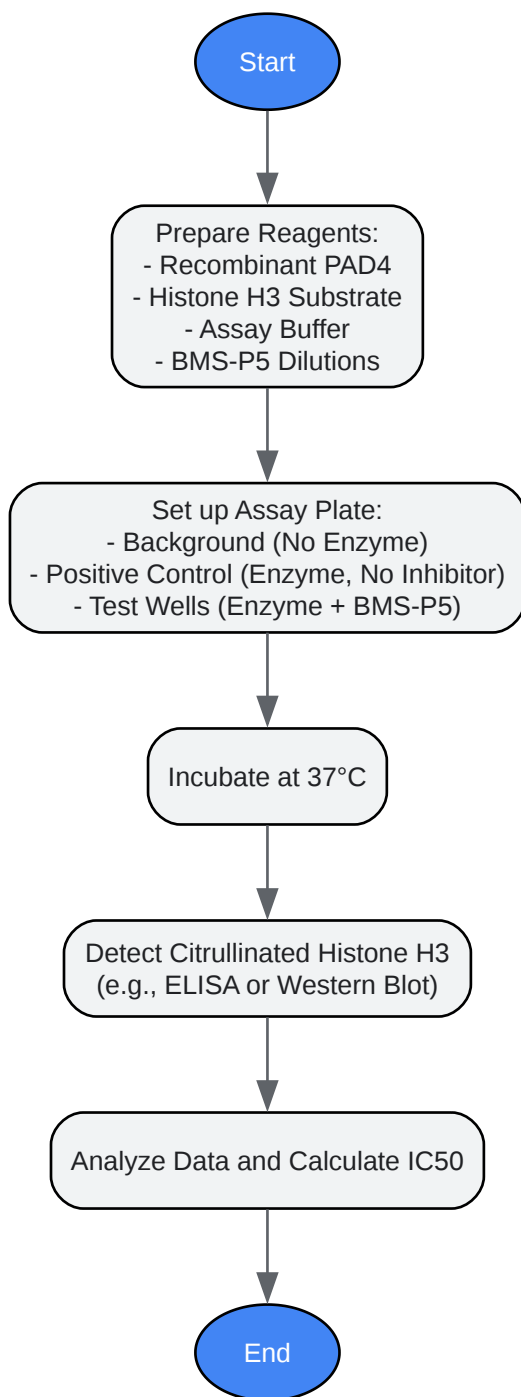 Start
Prepare Reagents:
- Recombinant PAD4
- Histone H3 Substrate
- Assay Buffer
- BMS-P5 Dilutions
Set up Assay Plate:
- Background (No Enzyme)
- Positive Control (Enzyme, No Inhibitor)
- Test Wells (Enzyme + BMS-P5)
Incubate at 37°C
Detect Citrullinated Histone H3
(e.g., ELISA or Western Blot)
Analyze Data and Calculate IC50
End